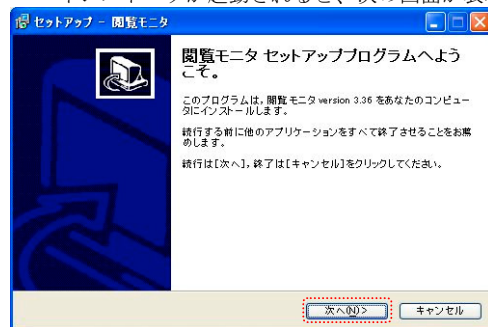 セットアップ - 閲覧モニタ
閲覧モニタ セットアッププログラムへよう
こそ。
このプログラムは，閲覧モニタ version 3.36 をあなたのコンピュー
タにインストールします。
続行する前に他のアプリケーションをすべて終了させることをお薦
めします。
続行は[次へ]，終了は[キャンセル]をクリックしてください。
次へ(N)>
キャンセル